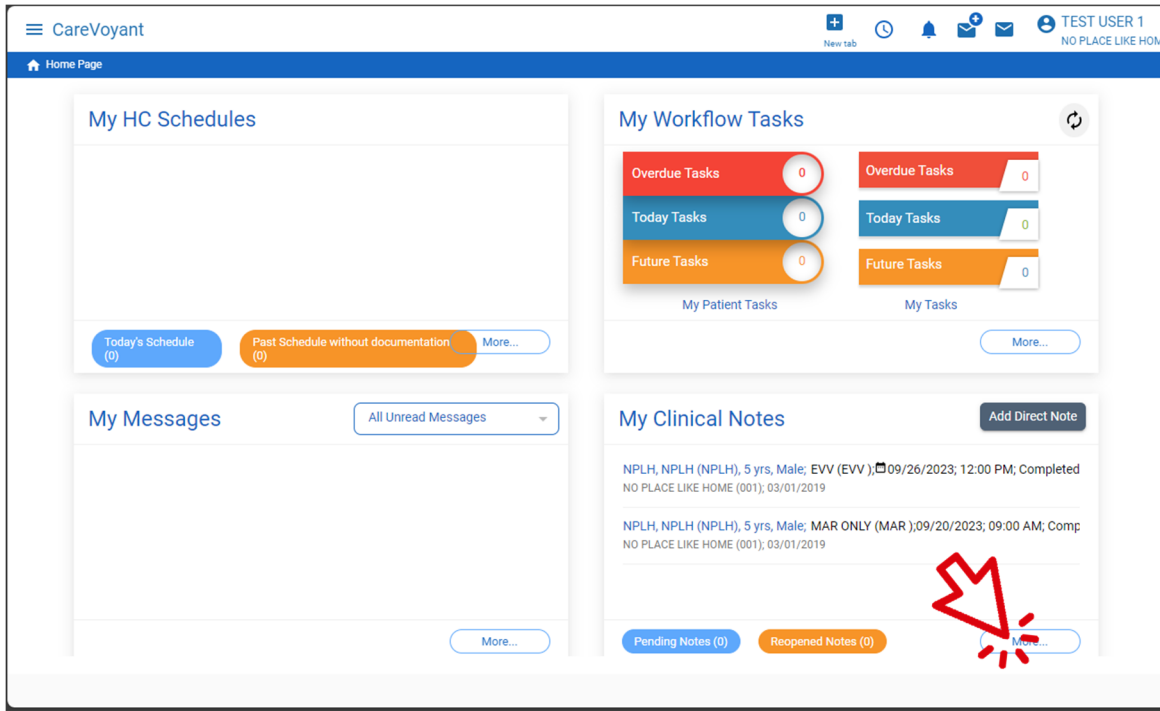 CareVoyant
New tab
TEST USER 1
NO PLACE LIKE HOM
Home Page
My HC Schedules
Today's Schedule
(0)
Past Schedule without documentation
(0)
More...
My Workflow Tasks
Overdue Tasks 0
Today Tasks 0
Future Tasks 0
My Patient Tasks
Overdue Tasks 0
Today Tasks 0
Future Tasks 0
My Tasks
More...
My Messages
All Unread Messages
More...
My Clinical Notes
Add Direct Note
NPLH, NPLH (NPLH), 5 yrs, Male; EVV (EVV );09/26/2023; 12:00 PM; Completed
NO PLACE LIKE HOME (001); 03/01/2019
NPLH, NPLH (NPLH), 5 yrs, Male; MAR ONLY (MAR );09/20/2023; 09:00 AM; Comp
NO PLACE LIKE HOME (001); 03/01/2019
Pending Notes (0)
Reopened Notes (0)
More...